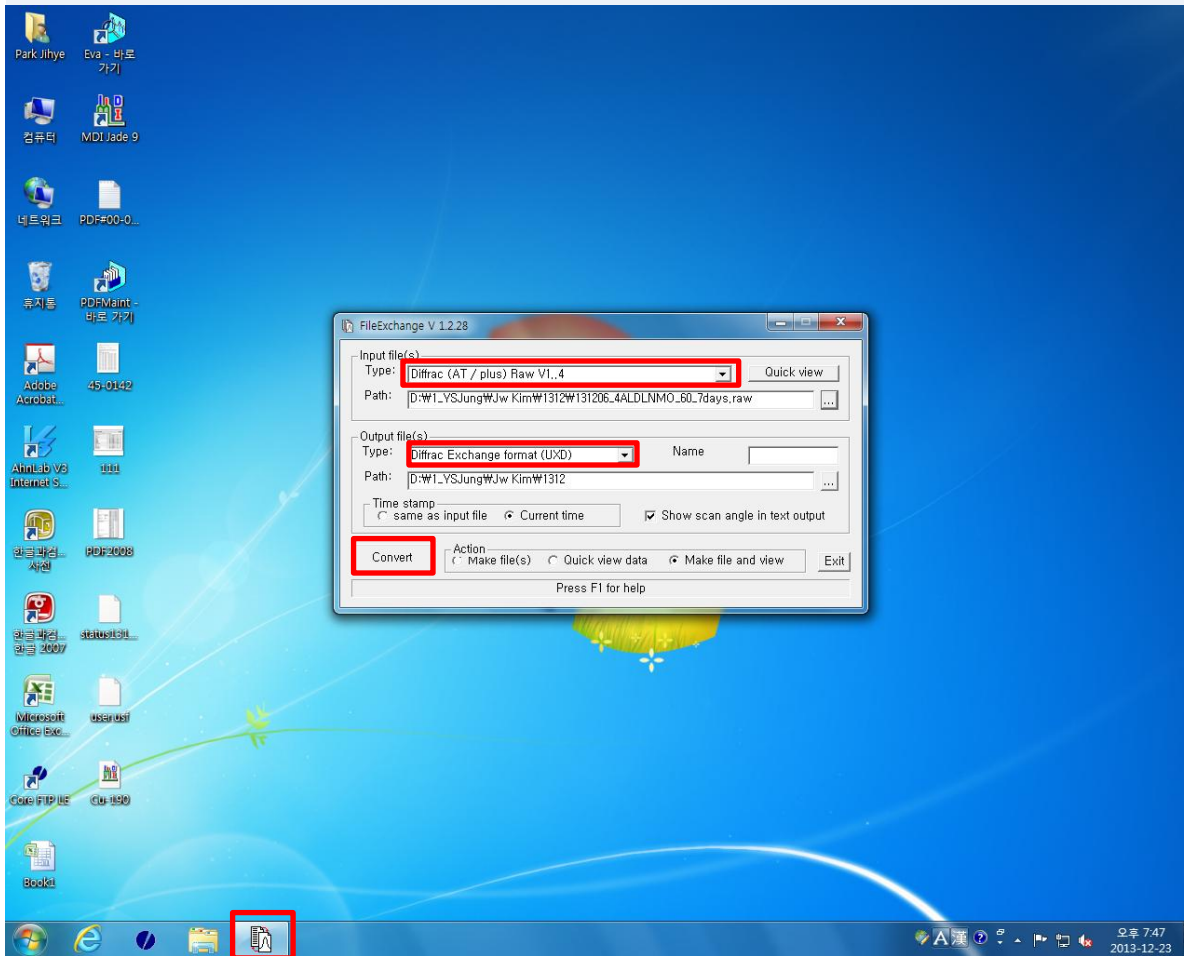 Park Jihye
Eva - 바로
가기
컴퓨터
MDI Jade 9
네트워크
PDF#00-0...
휴지통
PDFMaint -
바로 가기
Adobe
Acrobat...
45-0142
AhnLab V3
Internet S...
111
한글과컴...
사전
PDF2008
한글과컴...
한글 2007
status131...
Microsoft
Office Exc...
user.usf
Core FTP LE
Book1
FileExchange V 1.2.28
Input file(s)
Type:
Diffrac (AT / plus) Raw V1..4
Quick view
Path:
D:₩1_YSJung₩Jw Kim₩1312₩131206_4ALDLNMO_60_7days.raw
...
Output file(s)
Type:
Diffrac Exchange format (UXD)
Name
Path:
D:₩1_YSJung₩Jw Kim₩1312
...
Time stamp
same as input file
Current time
Show scan angle in text output
Convert
Action
Make file(s)
Quick view data
Make file and view
Exit
Press F1 for help
A
漢
오후 7:47
2013-12-23